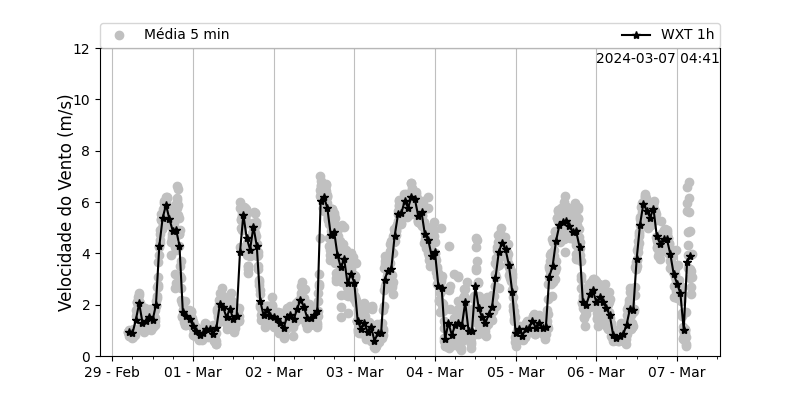 Média 5 min
WXT 1h
2024-03-07 04:41
Velocidade do Vento (m/s)
12
10
8
6
4
2
0
29 - Feb 01 - Mar 02 - Mar 03 - Mar 04 - Mar 05 - Mar 06 - Mar 07 - Mar